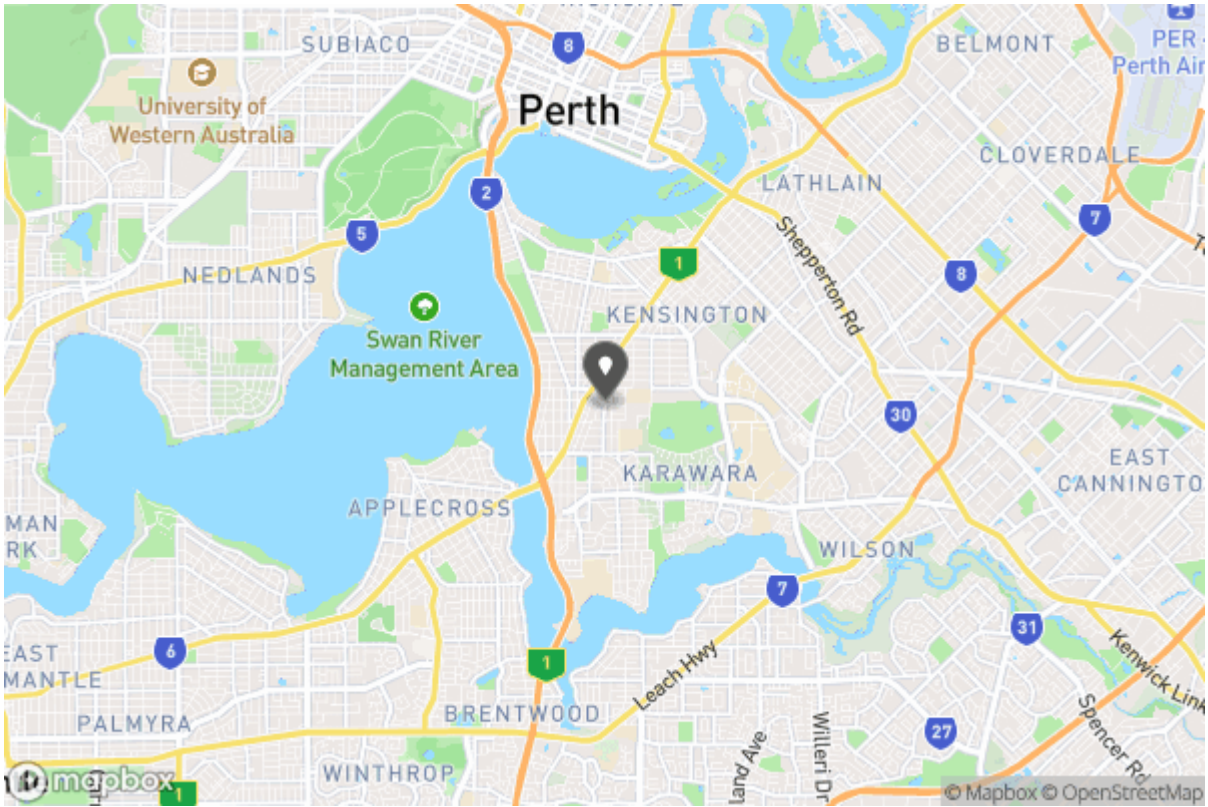 SUBIACO
8
BELMONT
PER
Perth Air
University of
Western Australia
Perth
CLOVERDALE
LATHLAIN
2
7
5
NEDLANDS
1
8
Shepperton Rd
KENSINGTON
Swan River
Management Area
30
EAST
CANNINGTO
KARAWARA
APPLECROSS
MAN
RK
WILSON
7
31
6
EAST
MANTLE
1
Leach Hwy
Kenwick Link
PALMYRA
BRENTWOOD
Spencer Rd
27
WINTHROP
land Ave
Willeri Dr
mapbox
1
© Mapbox © OpenStreetMap